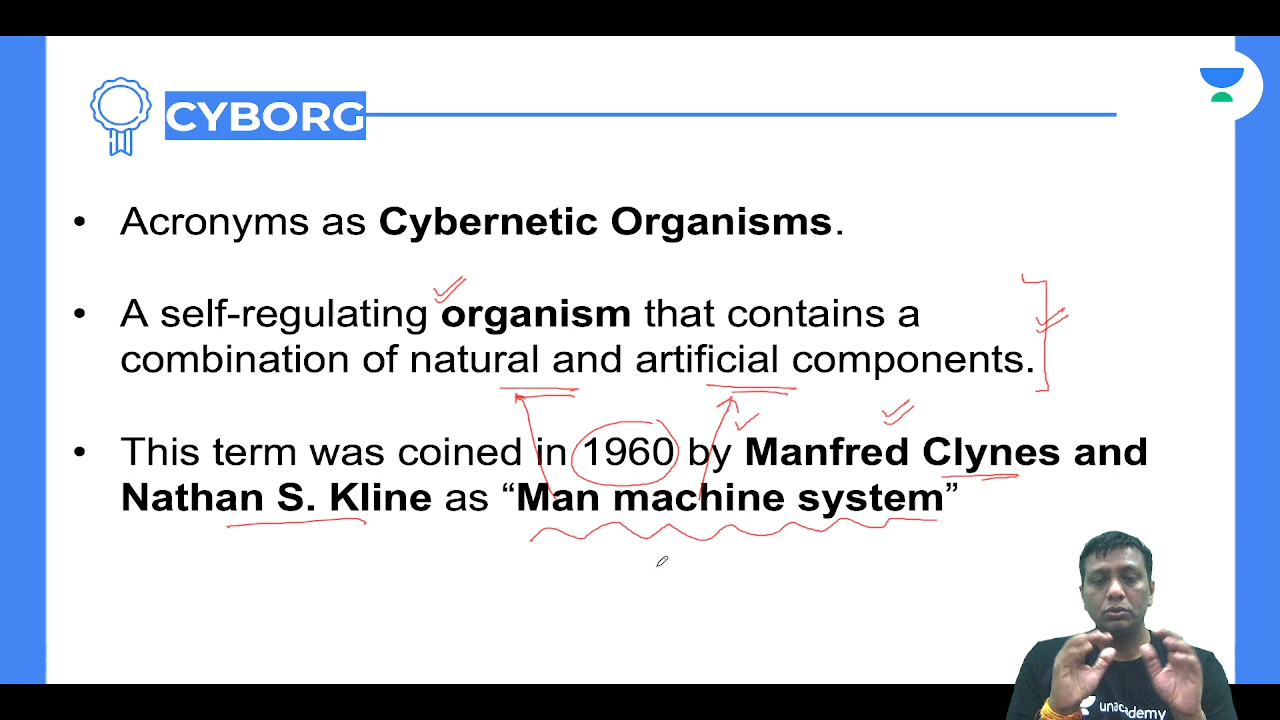 CYBORG
• Acronyms as Cybernetic Organisms.
• A self-regulating organism that contains a
combination of natural and artificial components.
• This term was coined in 1960 by Manfred Clynes and
Nathan S. Kline as “Man machine system”
unacademy